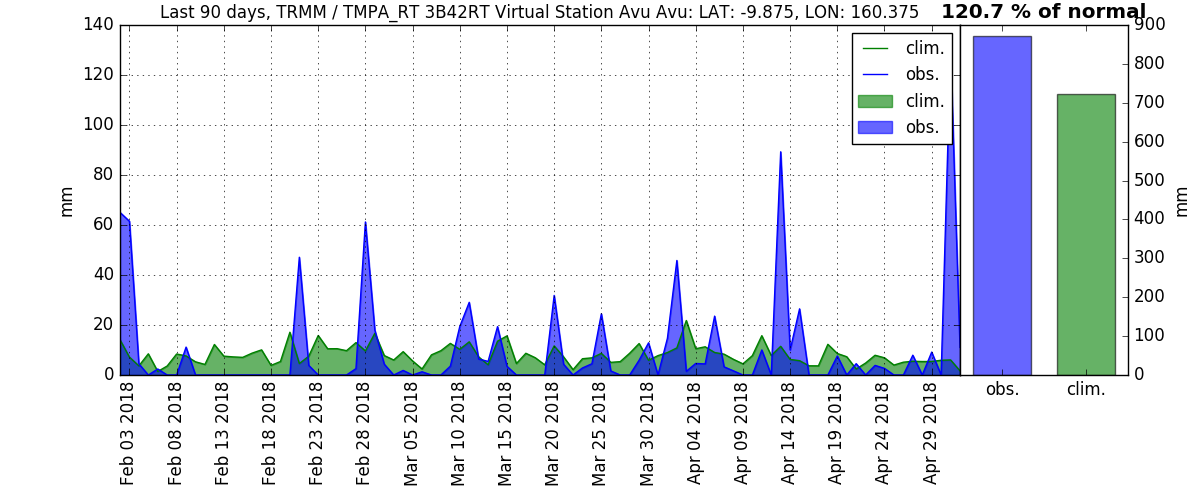 Last 90 days, TRMM / TMPA_RT 3B42RT Virtual Station Avu Avu: LAT: -9.875, LON: 160.375
120.7 % of normal
140
120
100
80
60
40
20
0
mm
clim.
obs.
clim.
obs.
900
800
700
600
500
400
300
200
100
0
mm
Feb 03 2018
Feb 08 2018
Feb 13 2018
Feb 18 2018
Feb 23 2018
Feb 28 2018
Mar 05 2018
Mar 10 2018
Mar 15 2018
Mar 20 2018
Mar 25 2018
Mar 30 2018
Apr 04 2018
Apr 09 2018
Apr 14 2018
Apr 19 2018
Apr 24 2018
Apr 29 2018
obs.
clim.